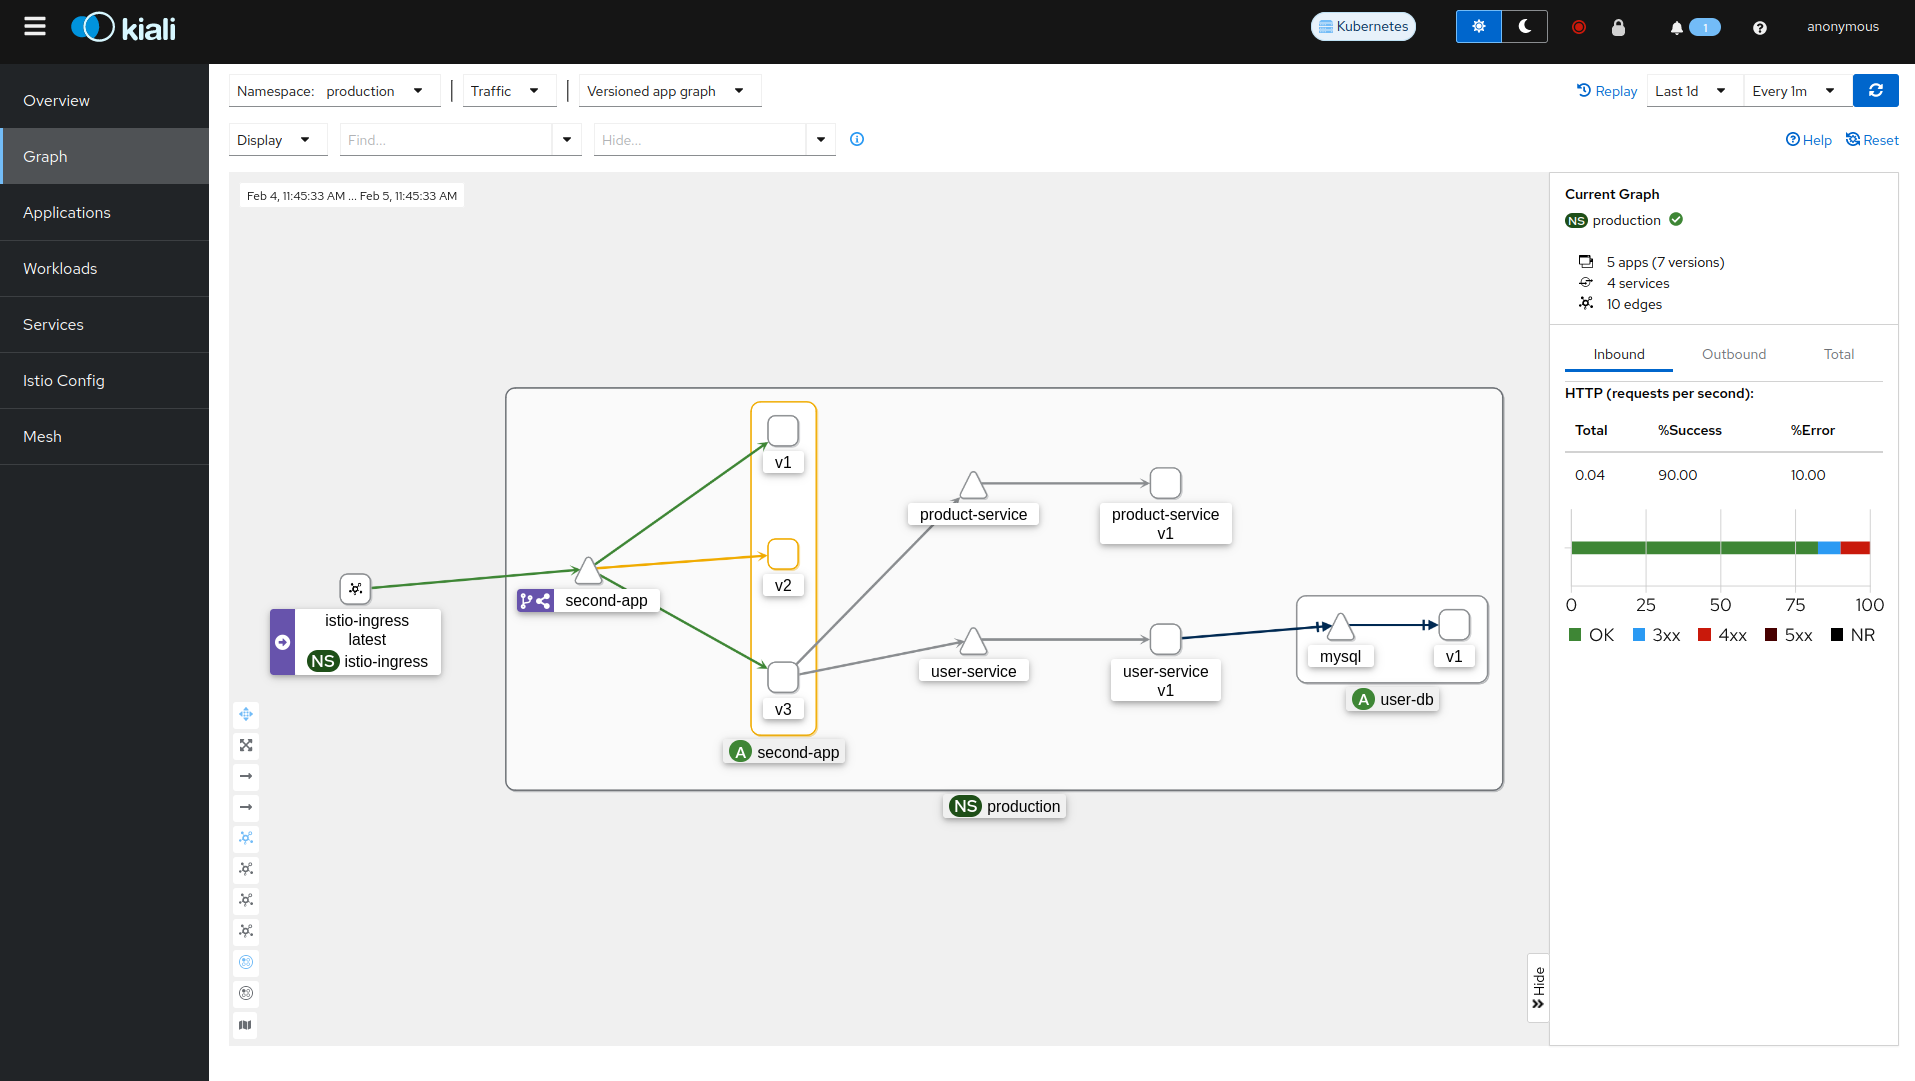 kiali
Kubernetes
1
anonymous
Overview
Graph
Applications
Workloads
Services
Istio Config
Mesh
Namespace: production
Traffic
Versioned app graph
Replay
Last 1d
Every 1m
Display
Find...
Hide...
Help
Reset
Feb 4, 11:45:33 AM ... Feb 5, 11:45:33 AM
v1
v2
v3
A second-app
second-app
istio-ingress
latest
NS istio-ingress
product-service
product-service
v1
user-service
user-service
v1
mysql
v1
A user-db
NS production
Hide
Current Graph
NS production
5 apps (7 versions)
4 services
10 edges
Inbound Outbound Total
HTTP (requests per second):
Total %Success %Error
0.04 90.00 10.00
0 25 50 75 100
OK 3xx 4xx 5xx NR